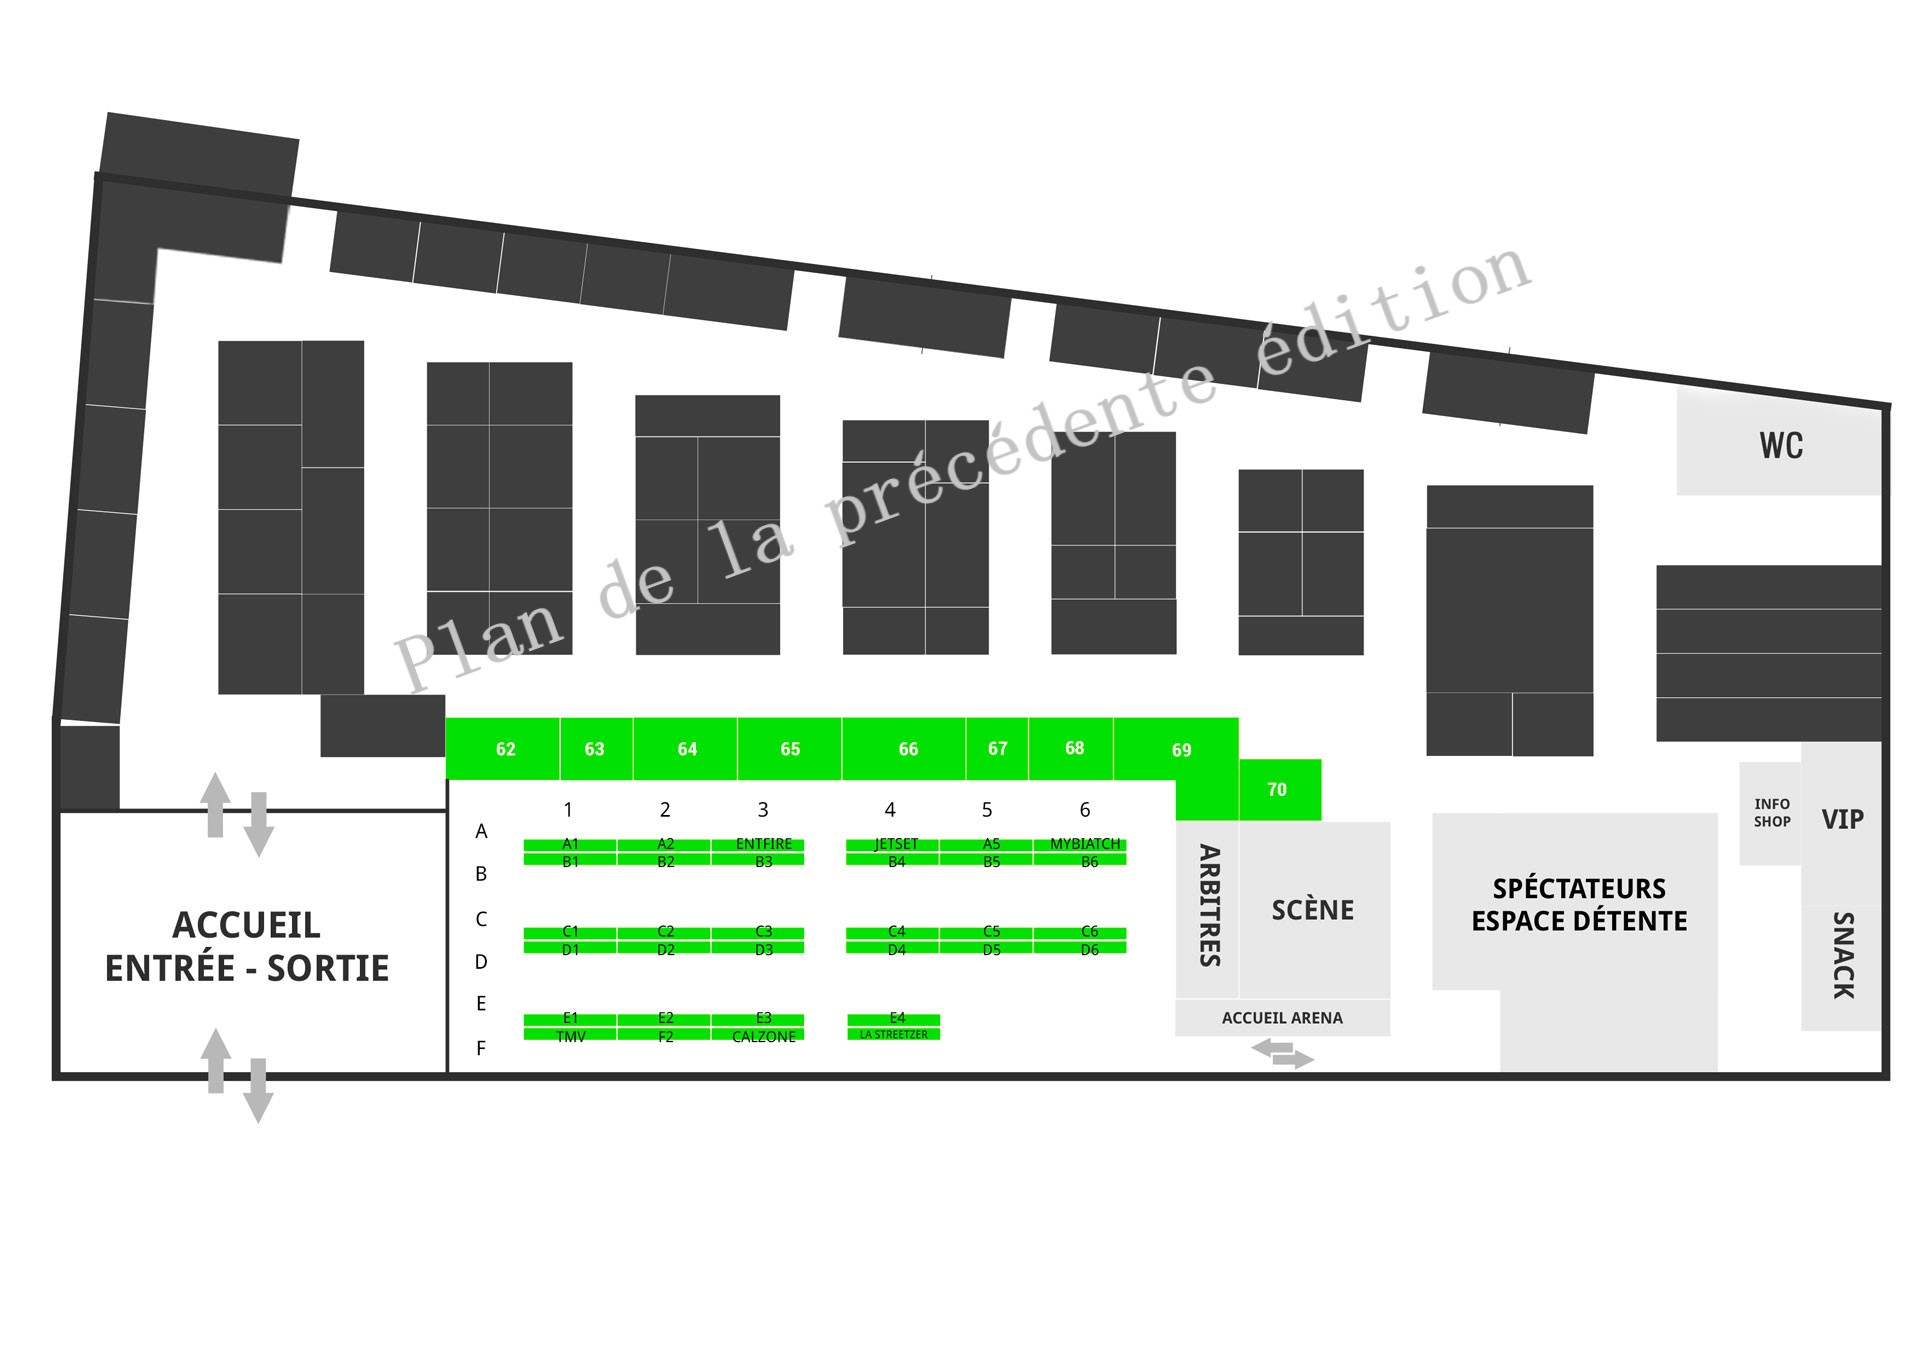 Plan de la précédente édition
WC
62 63 64 65 66 67 68 69
70
1 2 3 4 5 6
A
A1 A2 ENTFIRE JETSET A5 MYBIATCH
B1 B2 B3 B4 B5 B6
B
C
C1 C2 C3 C4 C5 C6
D1 D2 D3 D4 D5 D6
D
E
E1 E2 E3 E4
TMV F2 CALZONE LA STREETZER
F
ACCUEIL
ENTRÉE - SORTIE
ARBITRES
SCÈNE
ACCUEIL ARENA
SPÉCTATEURS
ESPACE DÉTENTE
INFO
SHOP
VIP
SNACK